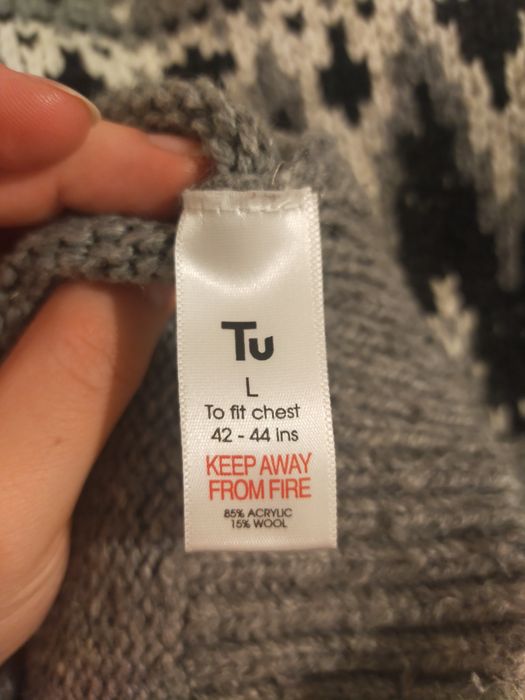 Tu
L
To fit chest
42 - 44 ins
KEEP AWAY
FROM FIRE
85% ACRYLIC
15% WOOL